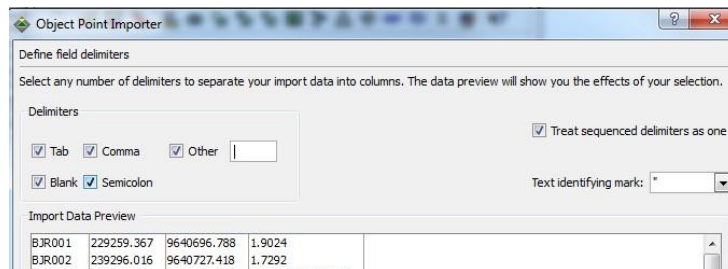 Object Point Importer
Define field delimiters
Select any number of delimiters to separate your import data into columns. The data preview will show you the effects of your selection.
Delimiters
Tab Comma Other
Treat sequenced delimiters as one
Blank Semicolon
Text identifying mark: "
Import Data Preview
BJR001 229259.367 9640696.788 1.9024
BJR002 239296.016 9640727.418 1.7292